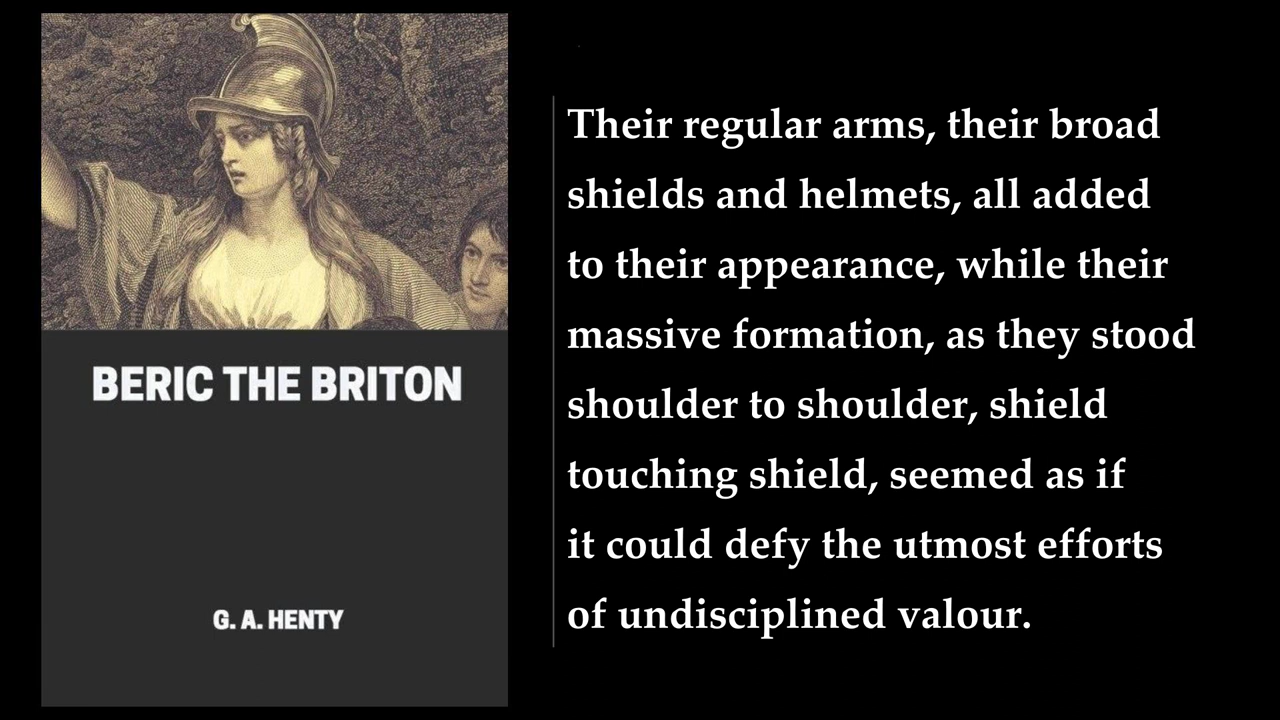 BERIC THE BRITON
G. A. HENTY
Their regular arms, their broad
shields and helmets, all added
to their appearance, while their
massive formation, as they stood
shoulder to shoulder, shield
touching shield, seemed as if
it could defy the utmost efforts
of undisciplined valour.